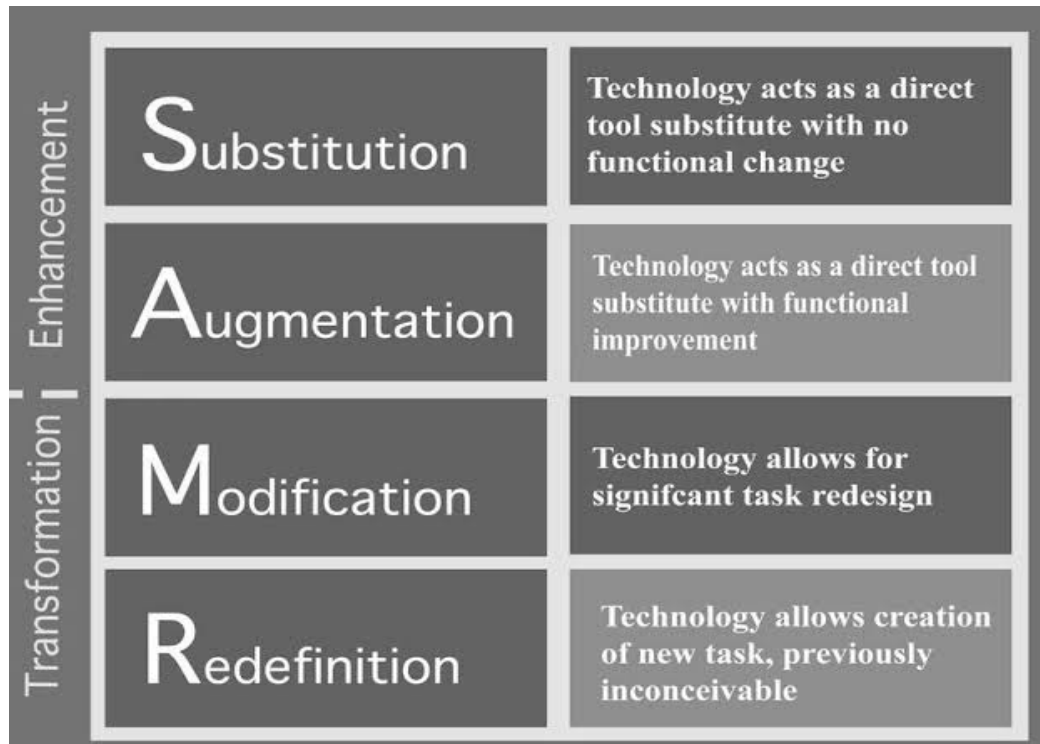 Enhancement
Substitution
Technology acts as a direct
tool substitute with no
functional change
Augmentation
Technology acts as a direct tool
substitute with functional
improvement
Transformation
Modification
Technology allows for
signifcant task redesign
Redefinition
Technology allows creation
of new task, previously
inconceivable